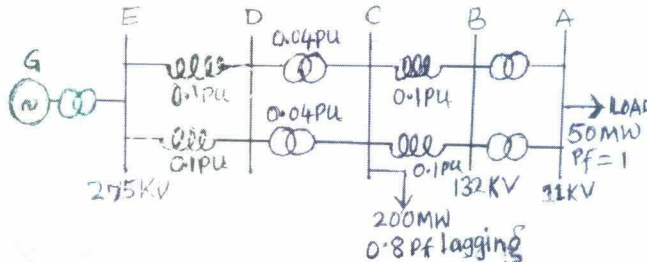 E D C B A
G
0.04PU
0.1PU
0.1PU
0.04PU
LOAD
50MW
Pf=1
0.1PU
0.1PU
275KV
132KV
11KV
200MW
0.8 Pf lagging